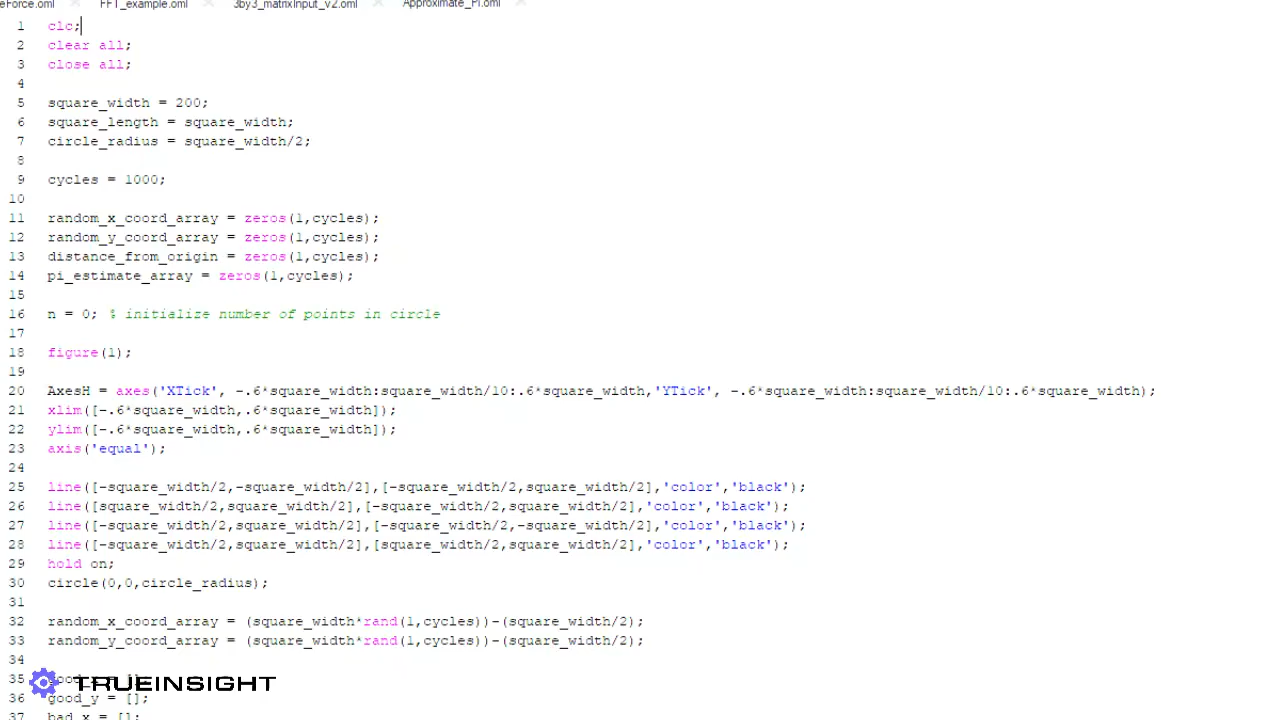 eForce.oml FFT_example.oml 3by3_matrixInput_v2.oml Approximate_Pi.oml
1 clc;
2 clear all;
3 close all;
4
5 square_width = 200;
6 square_length = square_width;
7 circle_radius = square_width/2;
8
9 cycles = 1000;
10
11 random_x_coord_array = zeros(1,cycles);
12 random_y_coord_array = zeros(1,cycles);
13 distance_from_origin = zeros(1,cycles);
14 pi_estimate_array = zeros(1,cycles);
15
16 n = 0; % initialize number of points in circle
17
18 figure(1);
19
20 AxesH = axes('XTick', -.6*square_width:square_width/10:.6*square_width,'YTick', -.6*square_width:square_width/10:.6*square_width);
21 xlim([-.6*square_width,.6*square_width]);
22 ylim([-.6*square_width,.6*square_width]);
23 axis('equal');
24
25 line([-square_width/2,-square_width/2],[-square_width/2,square_width/2],'color','black');
26 line([square_width/2,square_width/2],[-square_width/2,square_width/2],'color','black');
27 line([-square_width/2,square_width/2],[-square_width/2,-square_width/2],'color','black');
28 line([-square_width/2,square_width/2],[square_width/2,square_width/2],'color','black');
29 hold on;
30 circle(0,0,circle_radius);
31
32 random_x_coord_array = (square_width*rand(1,cycles))-(square_width/2);
33 random_y_coord_array = (square_width*rand(1,cycles))-(square_width/2);
34
35 good_x = [];
TRUEINSIGHT
36 good_y = [];
37 bad_x = [];